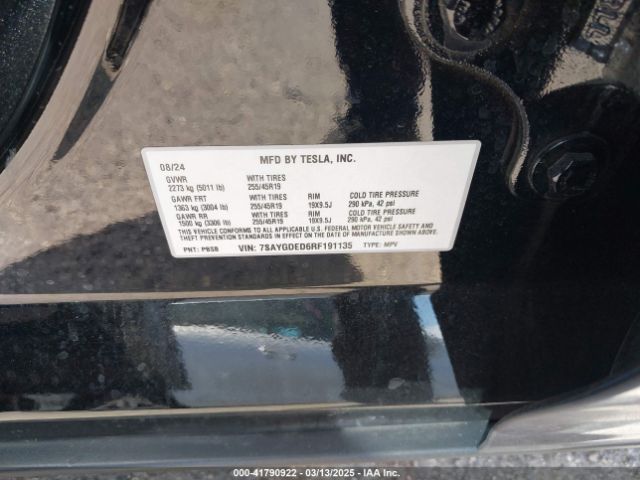 08/24 MFD BY TESLA, INC.
GVWR WITH TIRES
2273 kg (5011 lb) 255/45R19
GAWR FRT WITH TIRES RIM COLD TIRE PRESSURE
1363 kg (3004 lb) 255/45R19 19X9.5J 290 kPa, 42 psi
GAWR RR WITH TIRES RIM COLD TIRE PRESSURE
1500 kg (3306 lb) 255/45R19 19X9.5J 290 kPa, 42 psi
THIS VEHICLE CONFORMS TO ALL APPLICABLE U.S. FEDERAL MOTOR VEHICLE SAFETY AND
THEFT PREVENTION STANDARDS IN EFFECT ON THE DATE OF MANUFACTURE SHOWN ABOVE.
PNT: PBSB VIN: 7SAYGDED6RF191135 TYPE: MPV
000-41790922 — 03/13/2025 — IAAI.COM